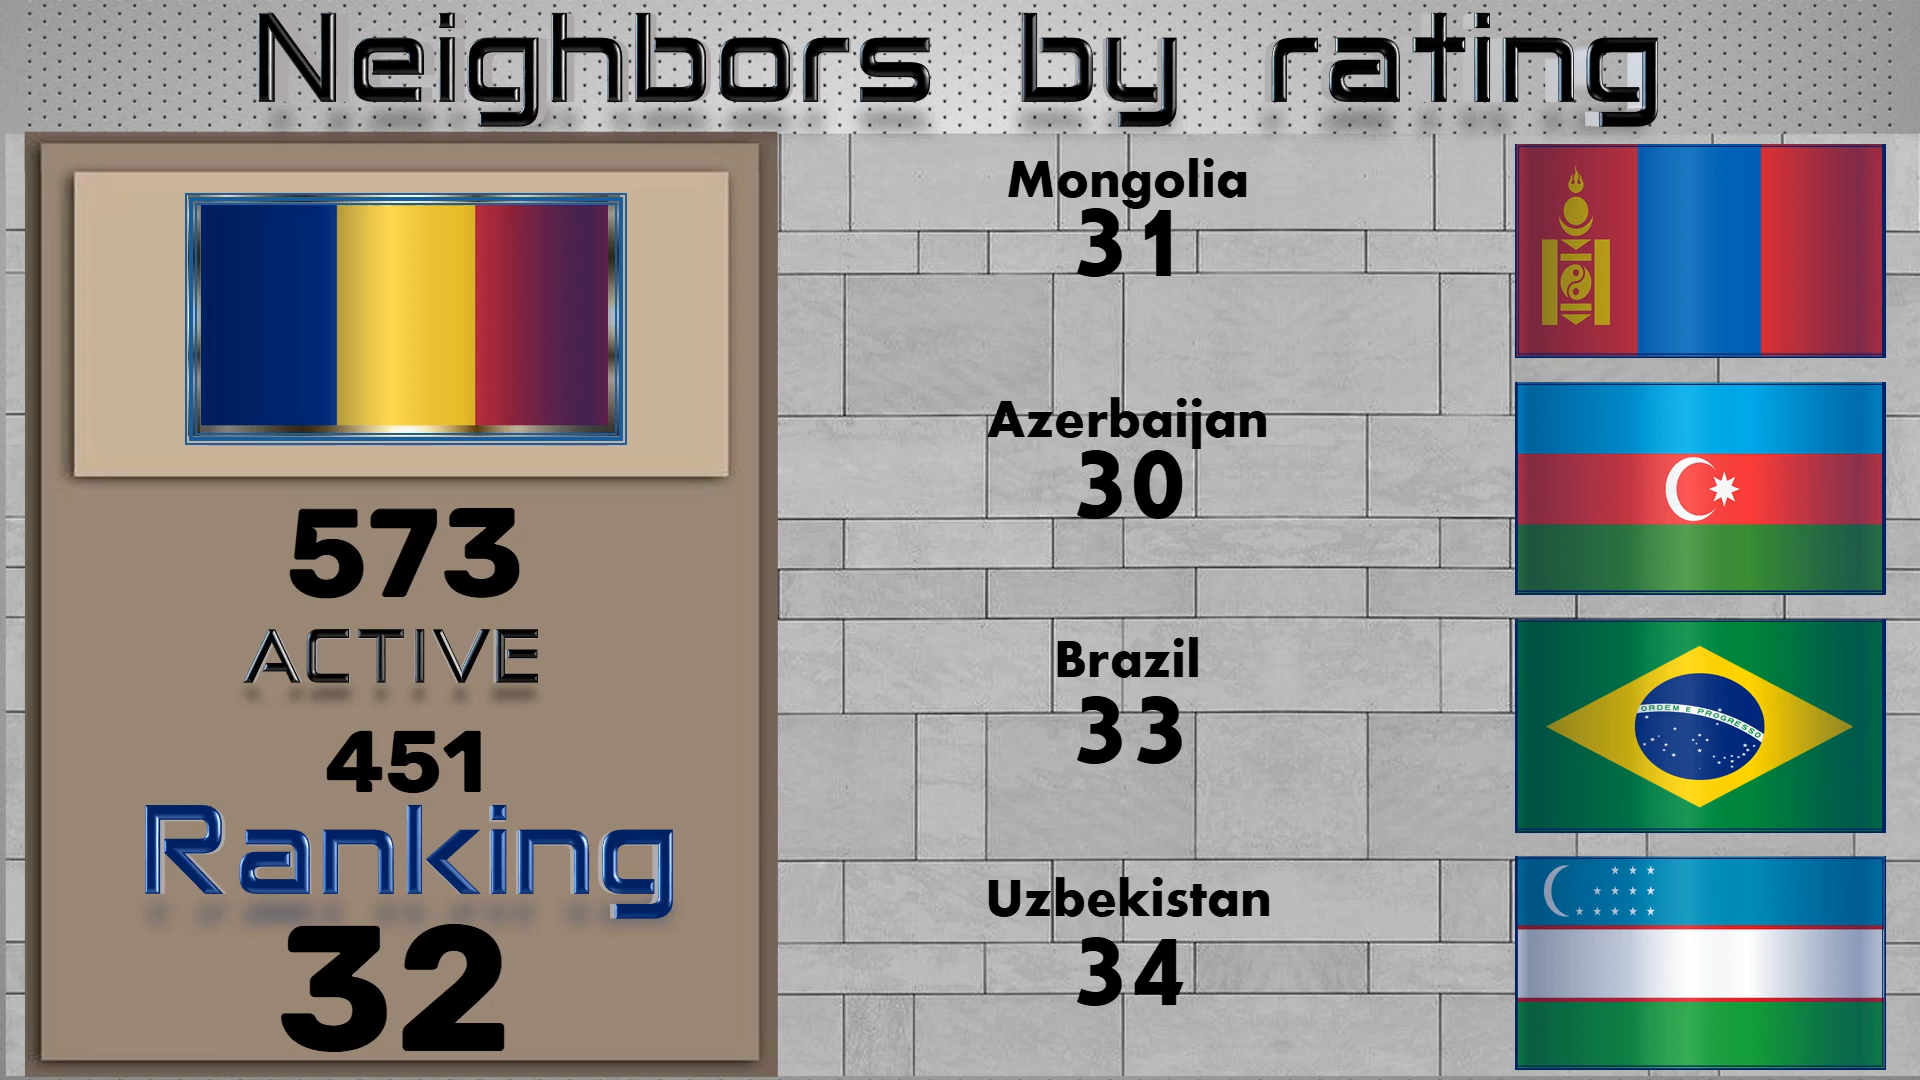 Neighbors by rating
573
ACTIVE
451
Ranking
32
Mongolia
31
Azerbaijan
30
Brazil
33
Uzbekistan
34
ORDEM E PROGRESSO